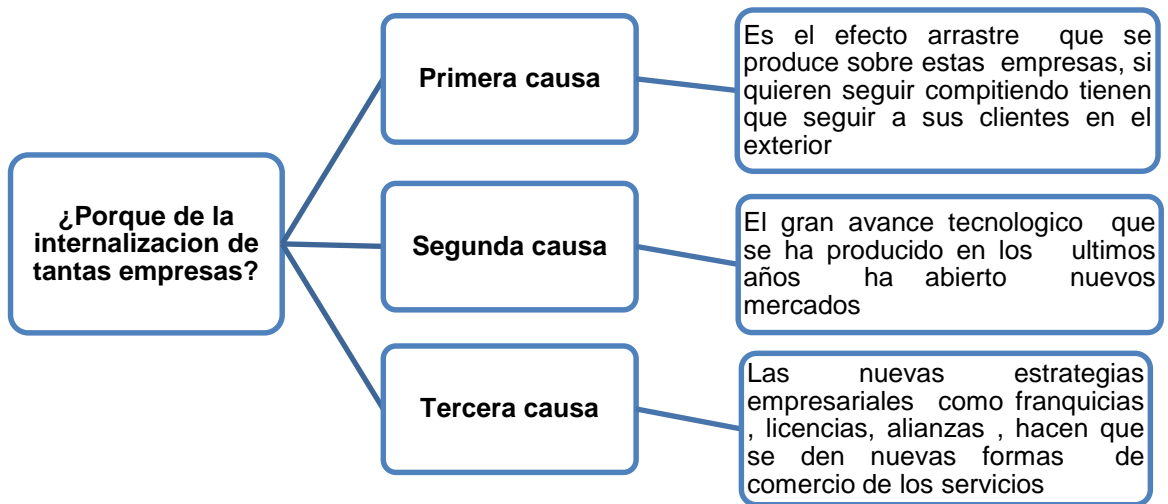 ¿Porque de la
internalizacion de
tantas empresas?
Primera causa
Es el efecto arrastre que se
produce sobre estas empresas, si
quieren seguir compitiendo tienen
que seguir a sus clientes en el
exterior
Segunda causa
El gran avance tecnologico que
se ha producido en los ultimos
años ha abierto nuevos
mercados
Tercera causa
Las nuevas estrategias
empresariales como franquicias
, licencias, alianzas , hacen que
se den nuevas formas de
comercio de los servicios